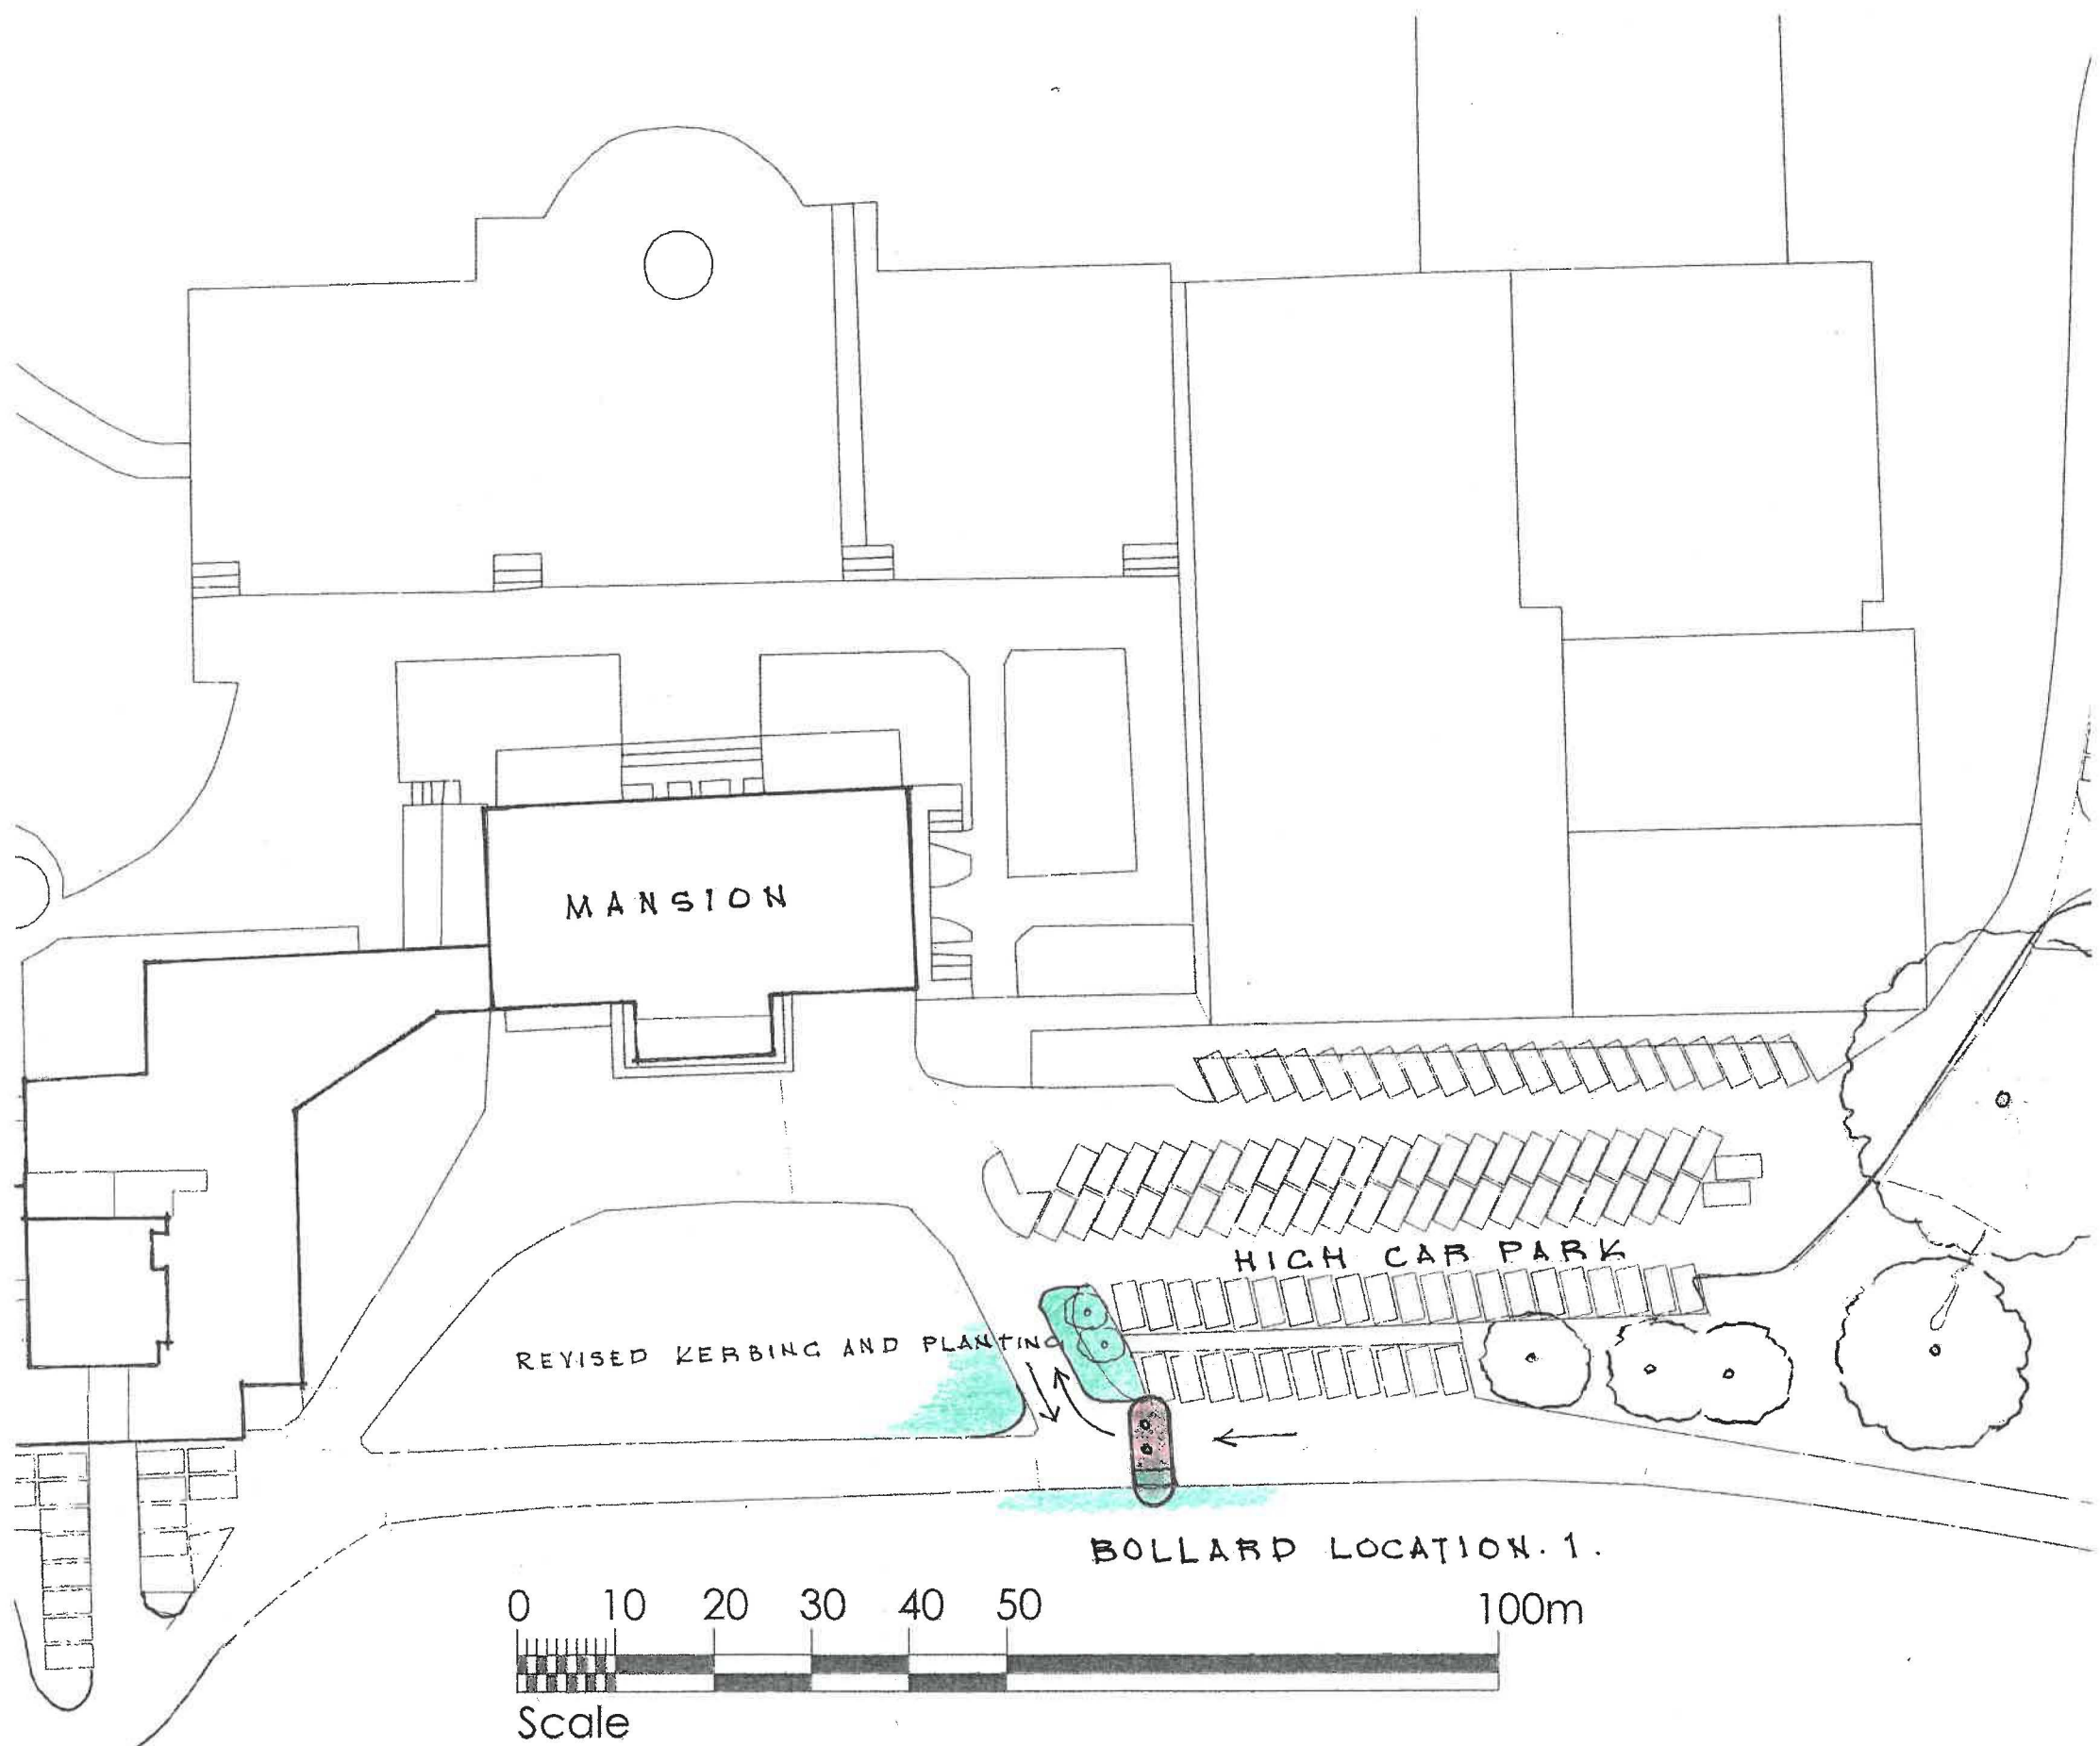 MANSION
HIGH CAR PARK
REVISED KERBING AND PLANTING
BOLLARD LOCATION. 1.
0 10 20 30 40 50 100m
Scale